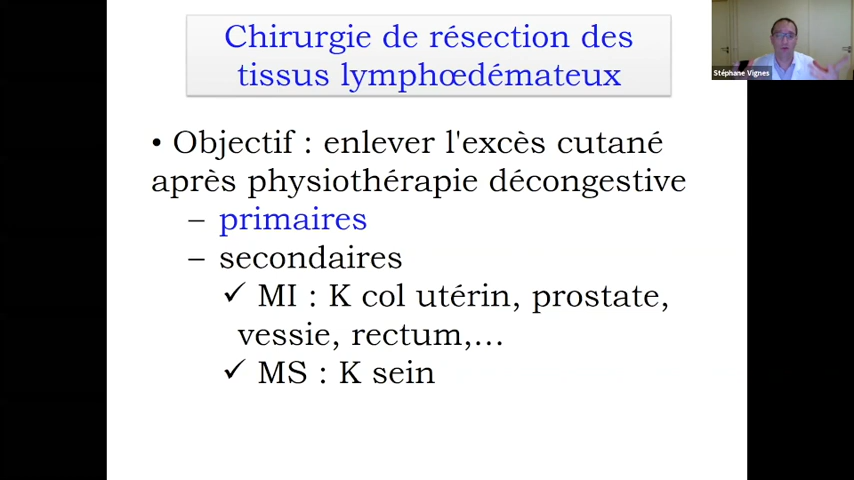 Chirurgie de résection des
tissus lymphœdémateux
Stéphane Vignes
• Objectif : enlever l'excès cutané
après physiothérapie décongestive
– primaires
– secondaires
✓ MI : K col utérin, prostate,
vessie, rectum,...
✓ MS : K sein